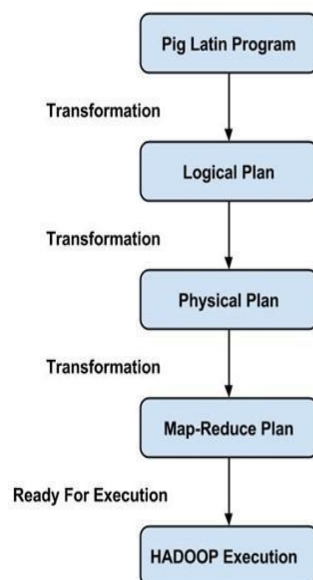 Pig Latin Program
Transformation
Logical Plan
Transformation
Physical Plan
Transformation
Map-Reduce Plan
Ready For Execution
HADOOP Execution